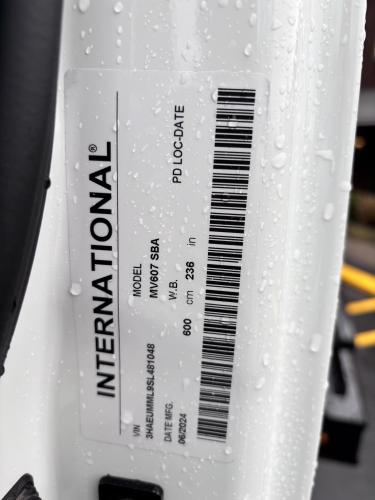 INTERNATIONAL®
VIN
3HAEUMML9SL481048
MODEL
MV607 SBA
DATE MFG.
06/2024
W.B.
600 cm 236 in
PD LOC-DATE